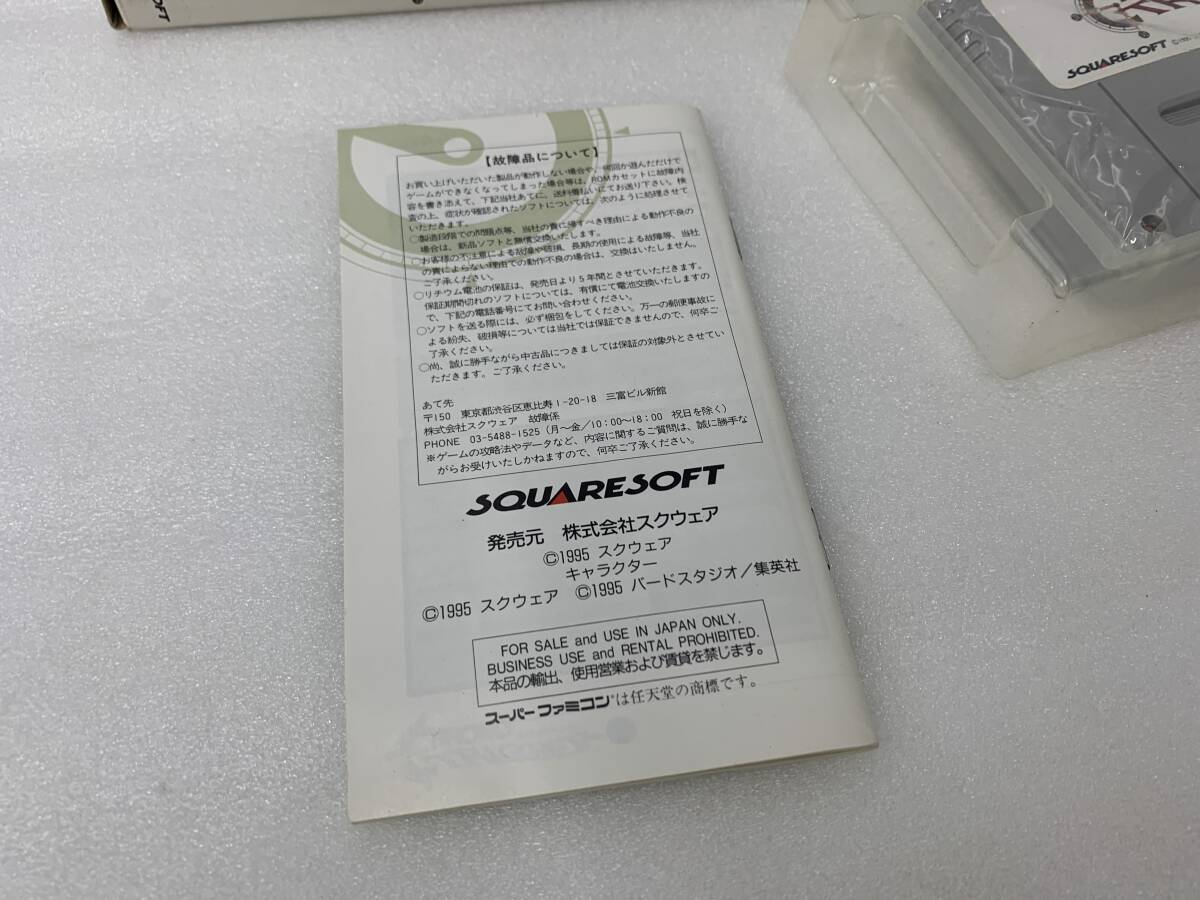 SOFT
SQUARESOFT
【故障品について】
お買い上げいただいた製品が動作しない場合や、何回か遊んだだけで
ゲームができなくなってしまった場合等は、ROMカセットに故障内
容を書き添えて、下記当社あてに、送料着払いにてお送り下さい。検
査の上、症状が確認されたソフトについては、次のように処理させて
いただきます。
○製造段階での問題点等、当社の責に帰すべき理由による動作不良の
場合は、新品ソフトと無償交換いたします。
○お客様の不注意による故障や破損、長期の使用による故障等、当社
の責によらない理由での動作不良の場合は、交換はいたしません。
ご了承ください。
○リチウム電池の保証は、発売日より5年間とさせていただきます。
保証期間切れのソフトについては、有償にて電池交換いたしますの
で、下記の電話番号にてお問い合わせください。
○ソフトを送る際には、必ず梱包をしてください。万一の郵便事故に
よる紛失、破損等については当社では保証できませんので、何卒ご
了承ください。
○尚、誠に勝手ながら中古品につきましては保証の対象外とさせてい
ただきます。ご了承ください。
あて先
〒150 東京都渋谷区恵比寿1-20-18 三富ビル新館
株式会社スクウェア 故障係
PHONE 03-5488-1525(月〜金/10:00〜18:00 祝日を除く)
※ゲームの攻略法やデータなど、内容に関するご質問は、誠に勝手な
がらお受けいたしかねますので、何卒ご了承ください。
SQUARESOFT
発売元 株式会社スクウェア
©1995 スクウェア
キャラクター
©1995 スクウェア ©1995 バードスタジオ/集英社
FOR SALE and USE IN JAPAN ONLY.
BUSINESS USE and RENTAL PROHIBITED.
本品の輸出、使用営業および賃貸を禁じます。
スーパーファミコン®は任天堂の商標です。